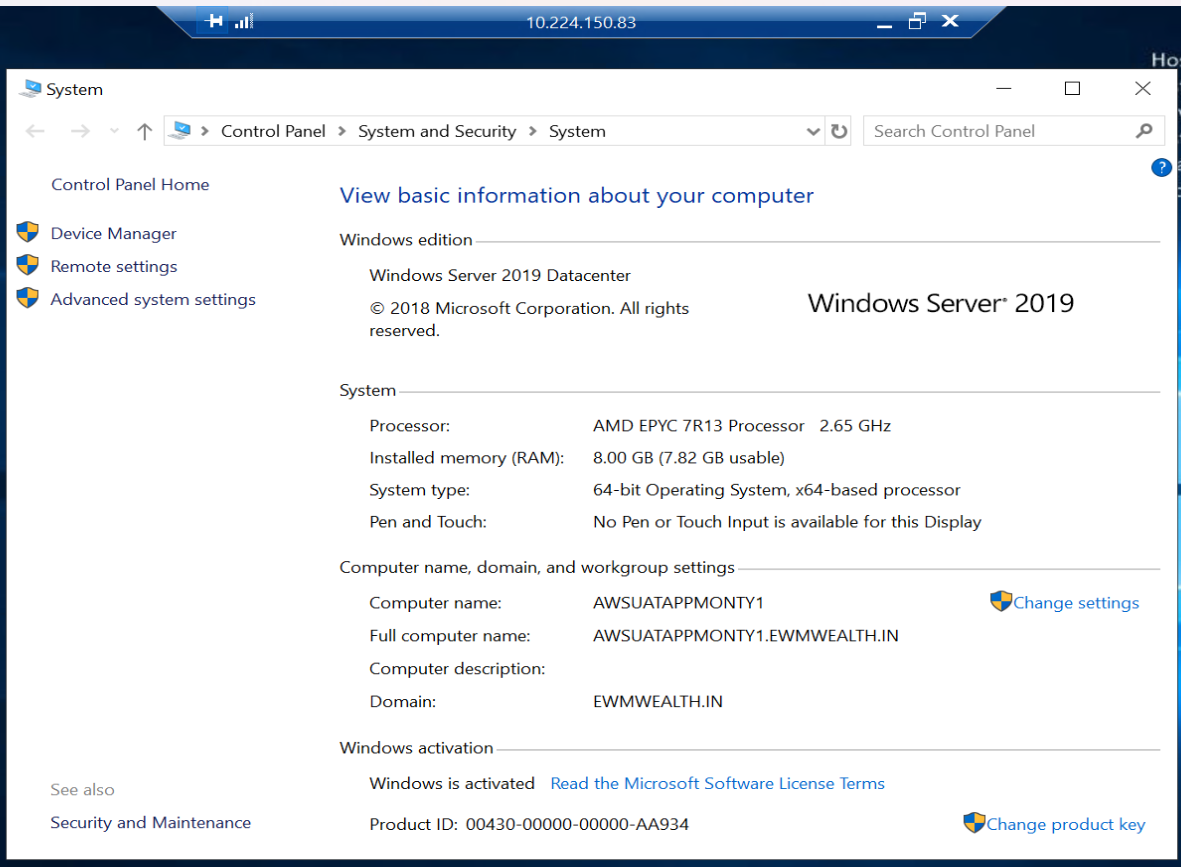 10.224.150.83
Ho
System
Control Panel > System and Security > System
Search Control Panel
Control Panel Home
Device Manager
Remote settings
Advanced system settings
View basic information about your computer
Windows edition
Windows Server 2019 Datacenter
© 2018 Microsoft Corporation. All rights
reserved.
Windows Server® 2019
System
Processor: AMD EPYC 7R13 Processor 2.65 GHz
Installed memory (RAM): 8.00 GB (7.82 GB usable)
System type: 64-bit Operating System, x64-based processor
Pen and Touch: No Pen or Touch Input is available for this Display
Computer name, domain, and workgroup settings
Computer name: AWSUATAPPMONTY1
Change settings
Full computer name: AWSUATAPPMONTY1.EWMWEALTH.IN
Computer description:
Domain: EWMWEALTH.IN
Windows activation
Windows is activated Read the Microsoft Software License Terms
Product ID: 00430-00000-00000-AA934
Change product key
See also
Security and Maintenance